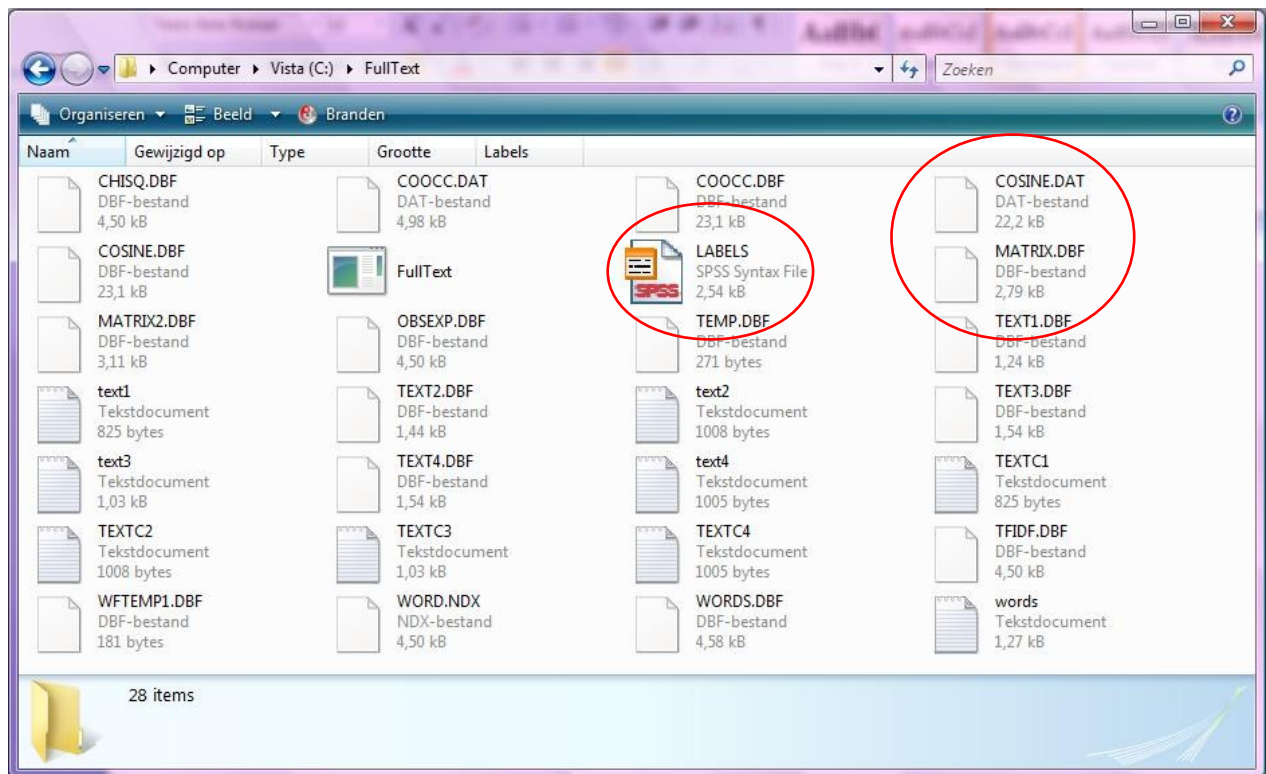 Computer ▸ Vista (C:) ▸ FullText
Zoeken
Organiseren Beeld Branden
Naam Gewijzigd op Type Grootte Labels
CHISQ.DBF
DBF-bestand
4,50 kB
COOCC.DAT
DAT-bestand
4,98 kB
COOCC.DBF
DBF-bestand
23,1 kB
COSINE.DAT
DAT-bestand
22,2 kB
COSINE.DBF
DBF-bestand
23,1 kB
FullText
LABELS
SPSS Syntax File
2,54 kB
SPSS
MATRIX.DBF
DBF-bestand
2,79 kB
MATRIX2.DBF
DBF-bestand
3,11 kB
OBSEXP.DBF
DBF-bestand
4,50 kB
TEMP.DBF
DBF-bestand
271 bytes
TEXT1.DBF
DBF-bestand
1,24 kB
text1
Tekstdocument
825 bytes
TEXT2.DBF
DBF-bestand
1,44 kB
text2
Tekstdocument
1008 bytes
TEXT3.DBF
DBF-bestand
1,54 kB
text3
Tekstdocument
1,03 kB
TEXT4.DBF
DBF-bestand
1,54 kB
text4
Tekstdocument
1005 bytes
TEXTC1
Tekstdocument
825 bytes
TEXTC2
Tekstdocument
1008 bytes
TEXTC3
Tekstdocument
1,03 kB
TEXTC4
Tekstdocument
1005 bytes
TFIDF.DBF
DBF-bestand
4,50 kB
WFTEMP1.DBF
DBF-bestand
181 bytes
WORD.NDX
NDX-bestand
4,50 kB
WORDS.DBF
DBF-bestand
4,58 kB
words
Tekstdocument
1,27 kB
28 items